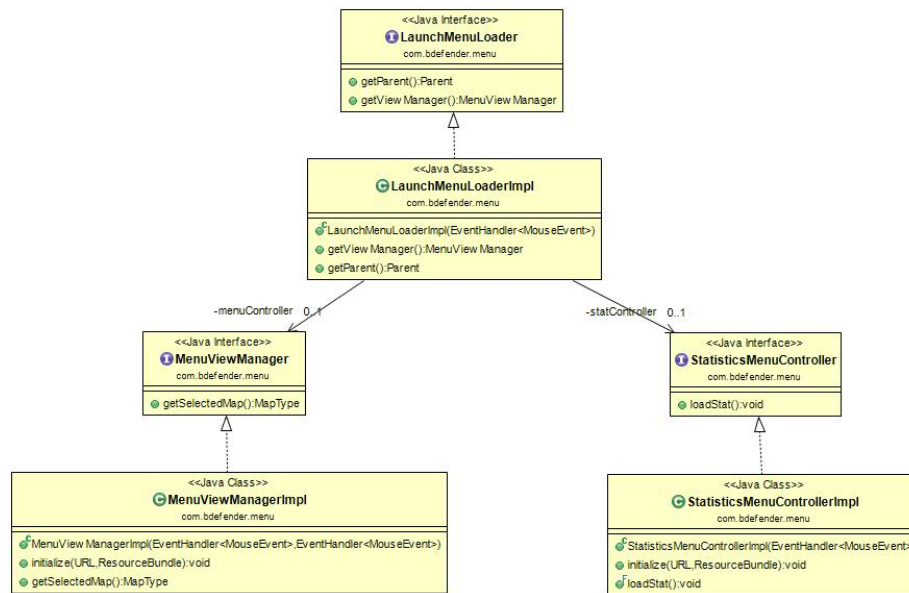 <<Java Interface>>
LaunchMenuLoader
com.bdefender.menu
getParent():Parent
getView Manager():MenuView Manager
<<Java Class>>
LaunchMenuLoaderImpl
com.bdefender.menu
LaunchMenuLoaderImpl(EventHandler<MouseEvent>)
getView Manager():MenuView Manager
getParent():Parent
-menuController 0..1
-statController 0..1
<<Java Interface>>
MenuViewManager
com.bdefender.menu
getSelectedMap():MapType
<<Java Interface>>
StatisticsMenuController
com.bdefender.menu
loadStat():void
<<Java Class>>
MenuViewManagerImpl
com.bdefender.menu
MenuView ManagerImpl(EventHandler<MouseEvent>,EventHandler<MouseEvent>)
initialize(URL,ResourceBundle):void
getSelectedMap():MapType
<<Java Class>>
StatisticsMenuControllerImpl
com.bdefender.menu
StatisticsMenuControllerImpl(EventHandler<MouseEvent>
initialize(URL,ResourceBundle):void
loadStat():void